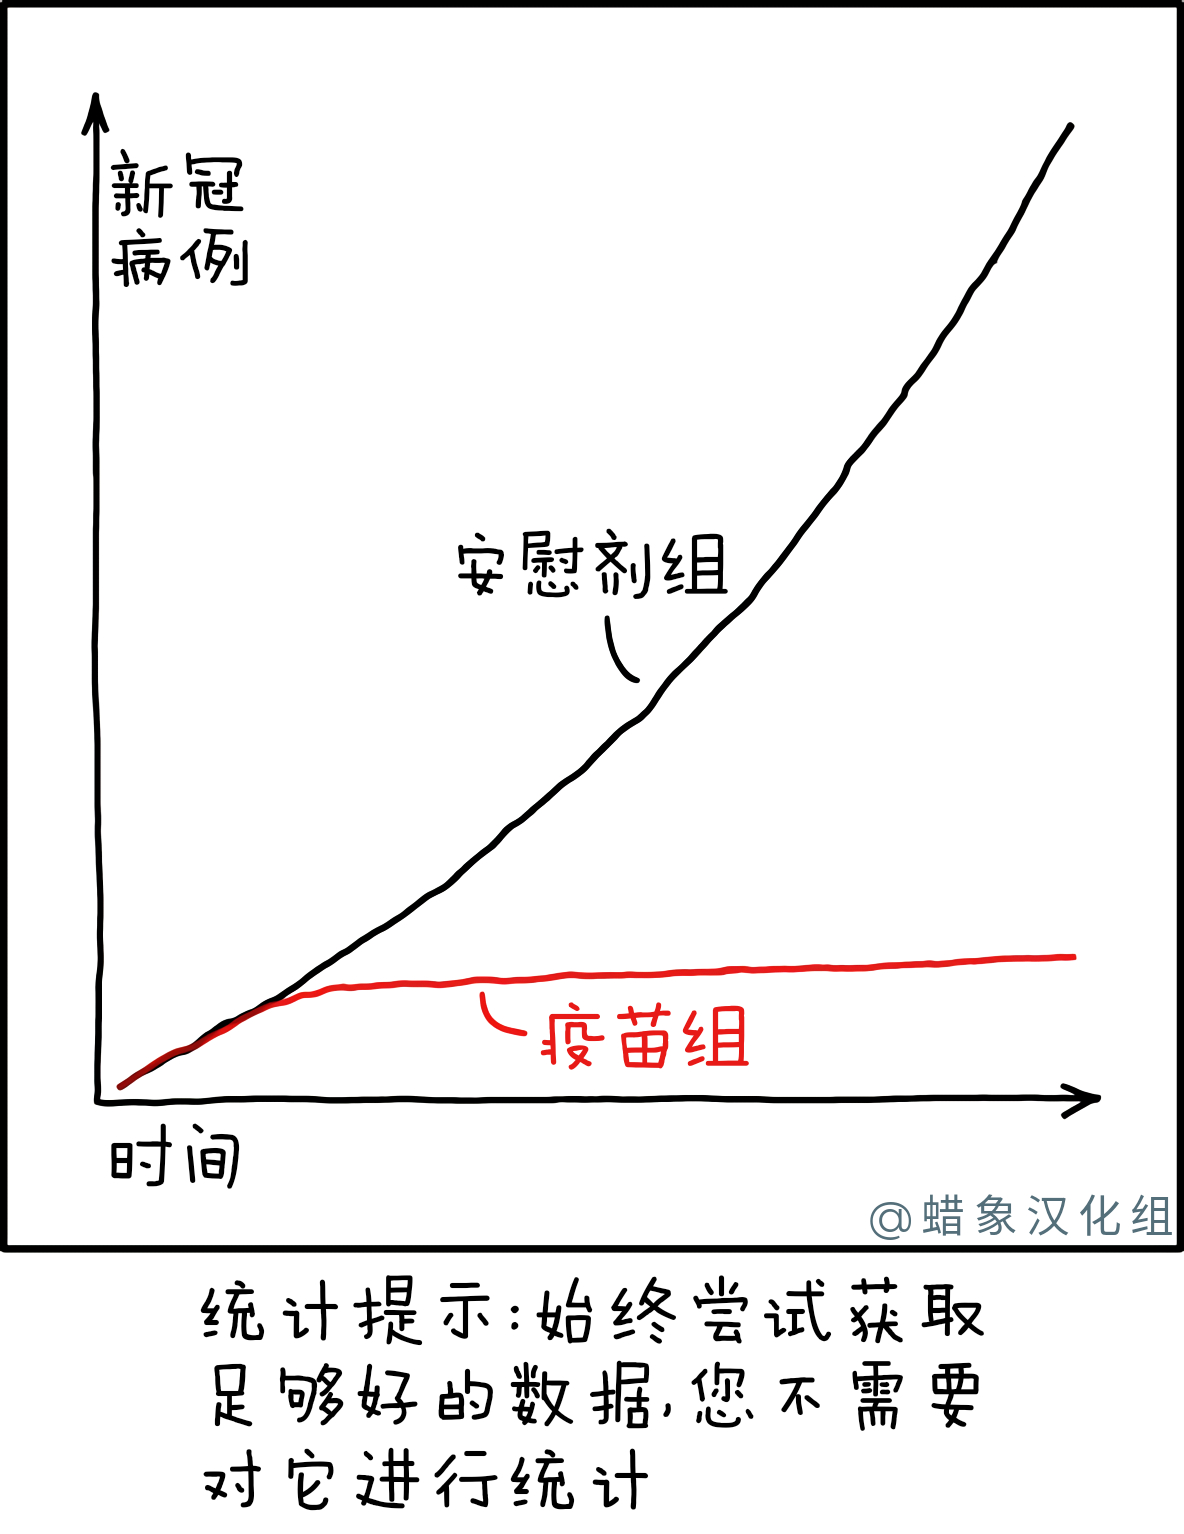 新冠
病例
安慰剂组
疫苗组
时间
@蜡象汉化组
统计提示:始终尝试获取
足够好的数据,您不需要
对它进行统计